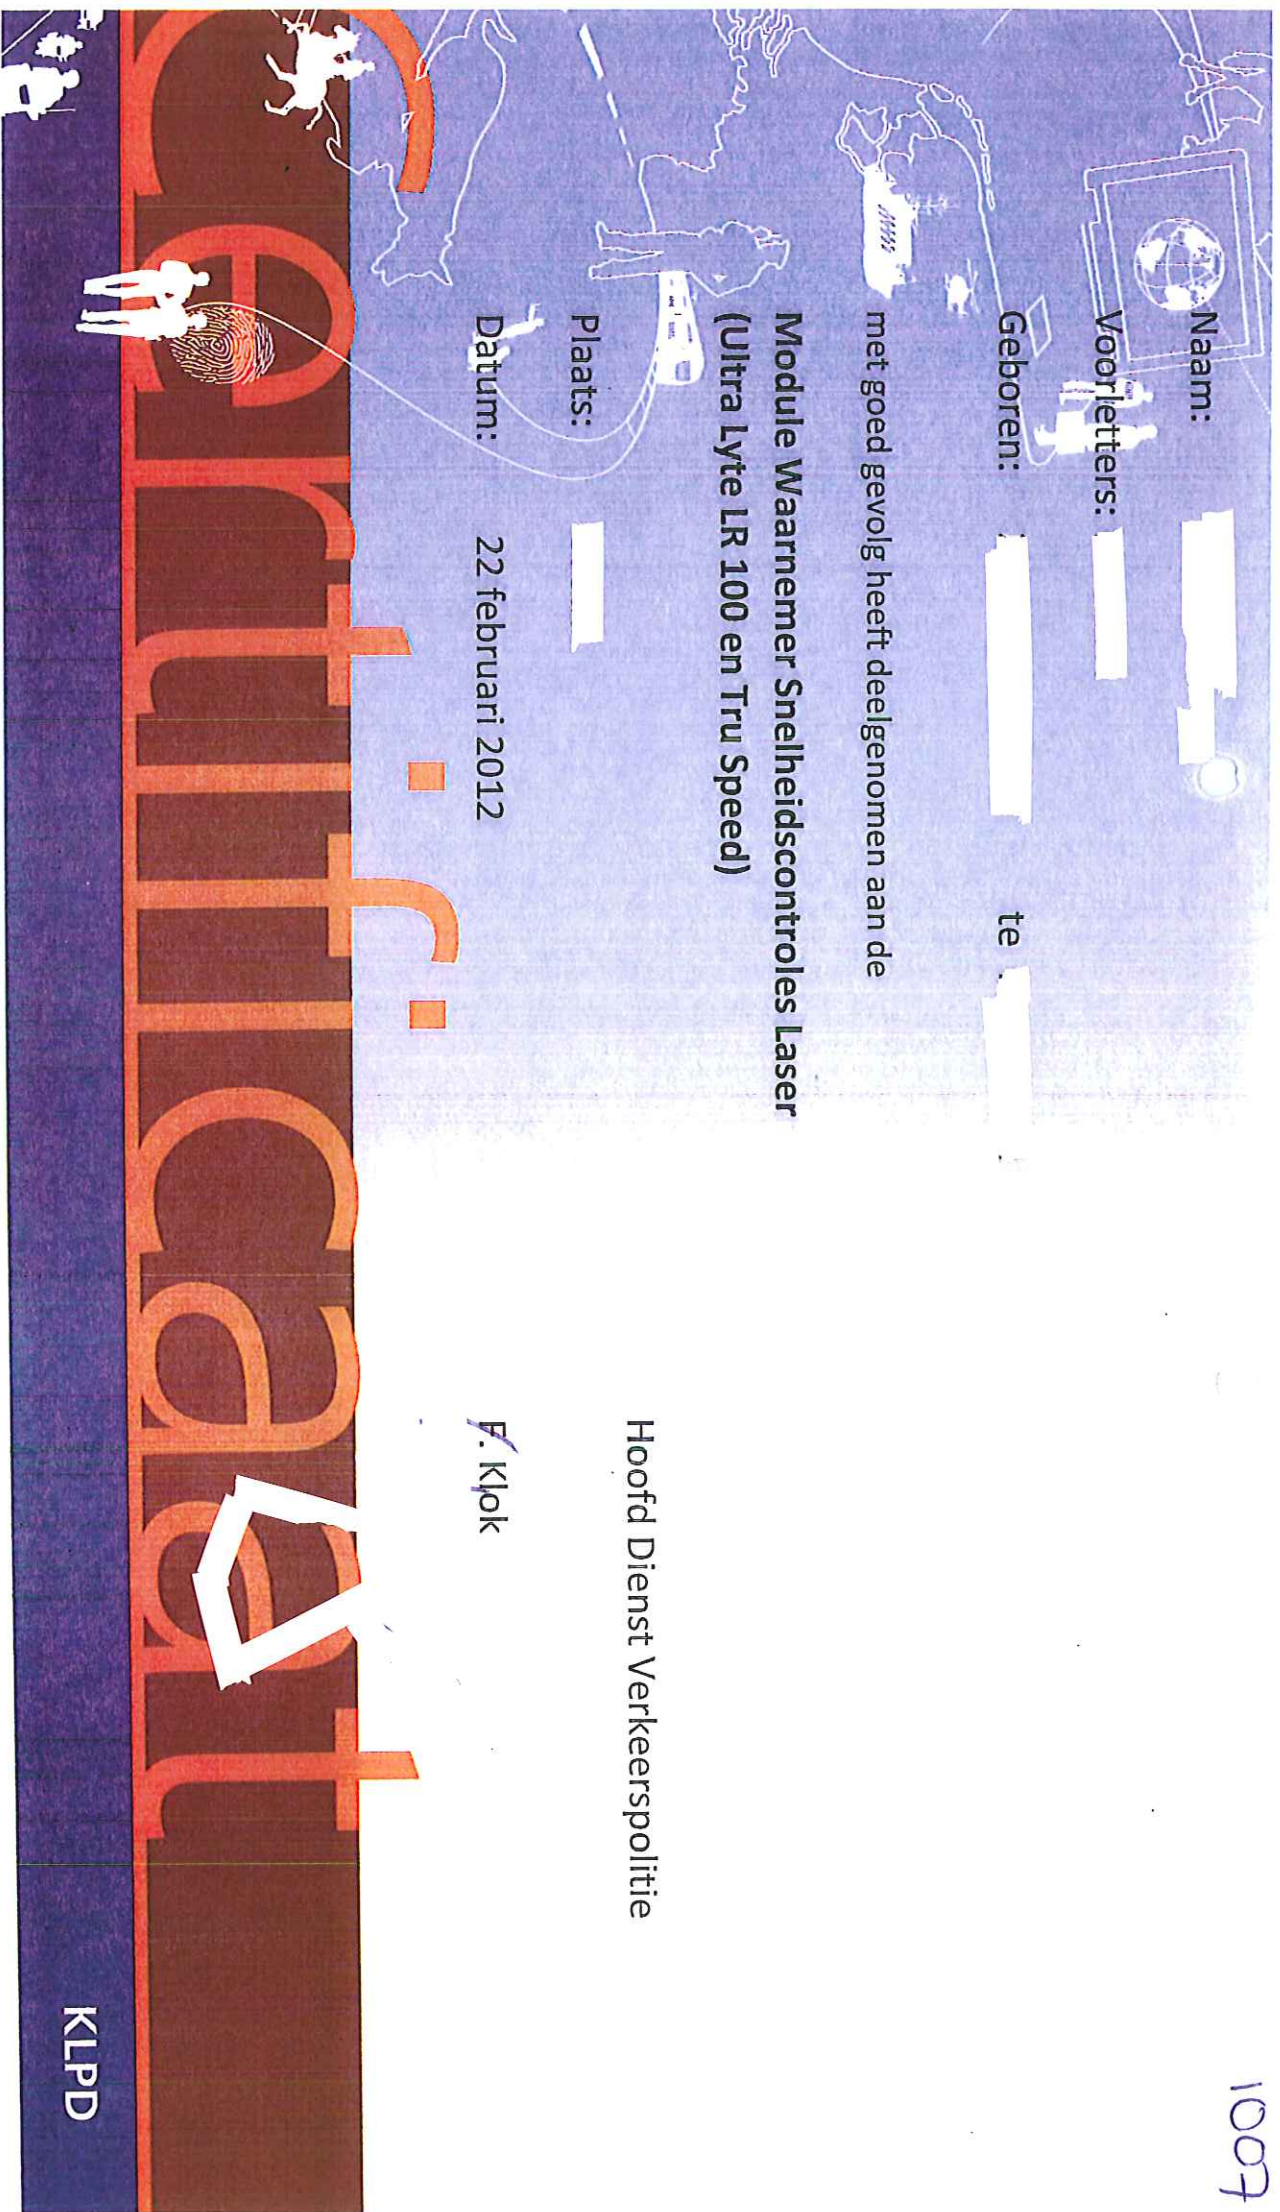 1007
Naam:
Voorletters:
Geboren: te
met goed gevolg heeft deelgenomen aan de
Module Waarnemer Snelheidscontroles Laser
(Ultra Lyte LR 100 en Tru Speed)
Hoofd Dienst Verkeerspolitie
Plaats:
Datum: 22 februari 2012
F. Klok
Certificaat
KLPD